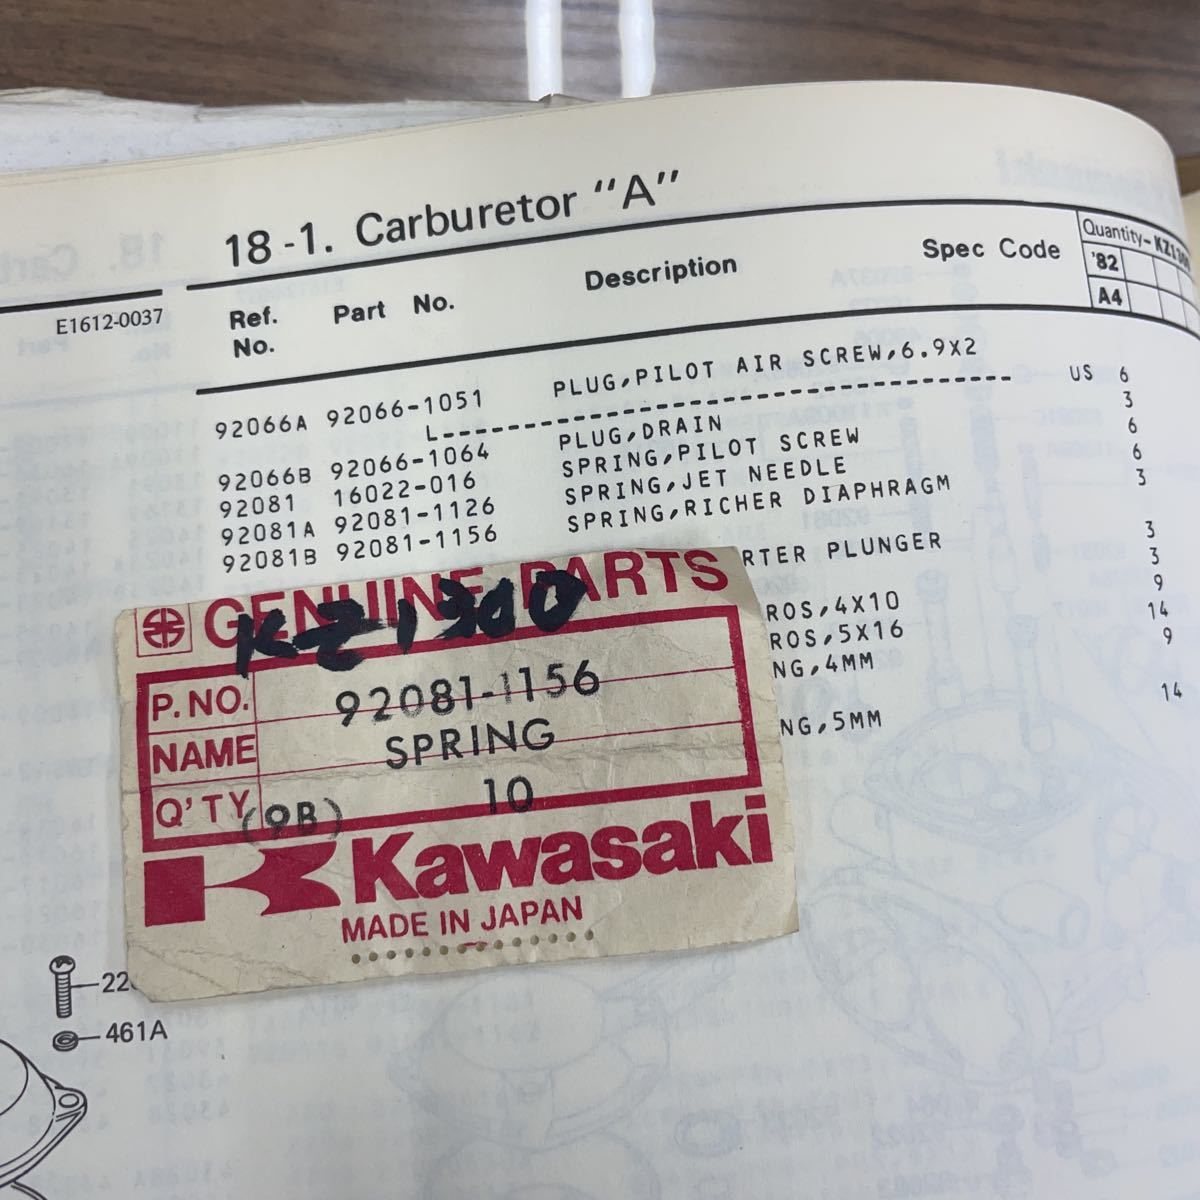 18-1. Carburetor "A"
E1612-0037
Ref. No. Part No. Description Spec Code Quantity-
'82
A4
92066A 92066-1051 PLUG,PILOT AIR SCREW,6.9X2 US 6
L------------------------------------ 3
92066B 92066-1064 PLUG,DRAIN 6
92081 16022-016 SPRING,PILOT SCREW 6
92081A 92081-1126 SPRING,JET NEEDLE 3
92081B 92081-1156 SPRING,RICHER DIAPHRAGM
RTER PLUNGER 3
3
ROS,4X10 9
ROS,5X16 14
NG,4MM 9
NG,5MM 14
GENUINE PARTS
KZ1300
P.NO. 92081-1156
NAME SPRING
Q'TY 10
(9B)
Kawasaki
MADE IN JAPAN
461A